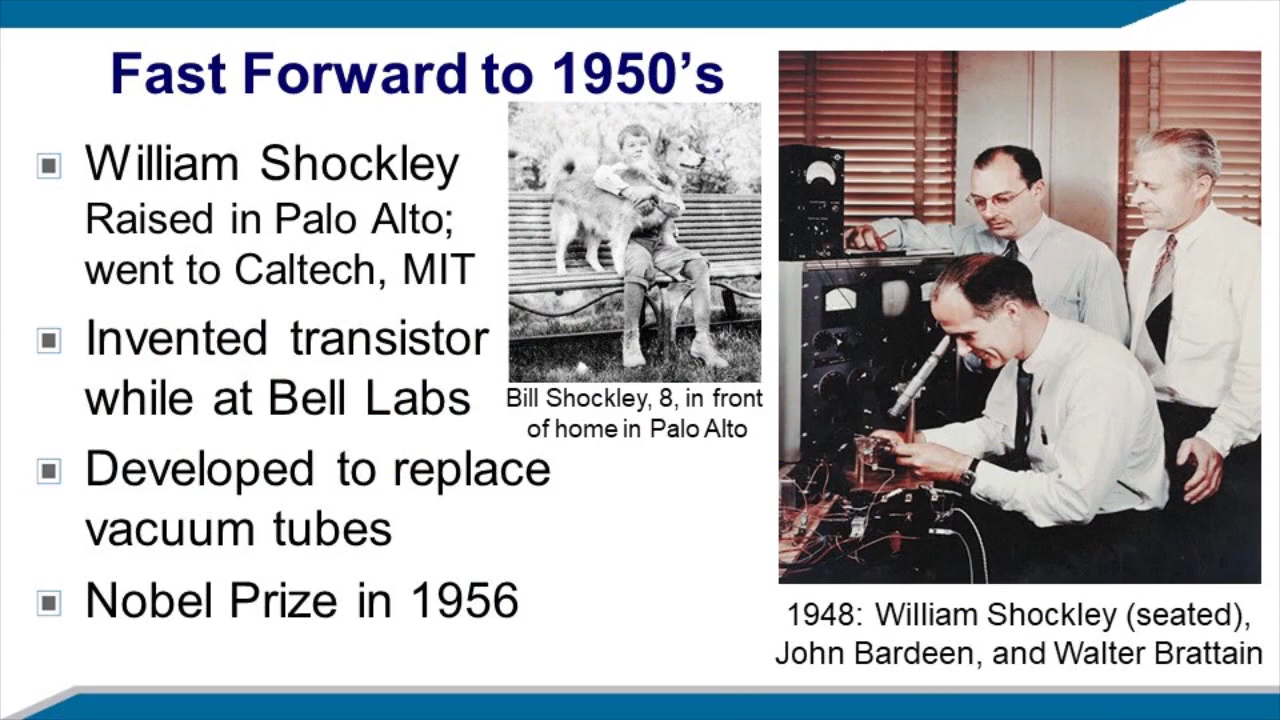 Fast Forward to 1950’s
William Shockley
Raised in Palo Alto;
went to Caltech, MIT
Invented transistor
while at Bell Labs
Developed to replace
vacuum tubes
Nobel Prize in 1956
Bill Shockley, 8, in front
of home in Palo Alto
1948: William Shockley (seated),
John Bardeen, and Walter Brattain